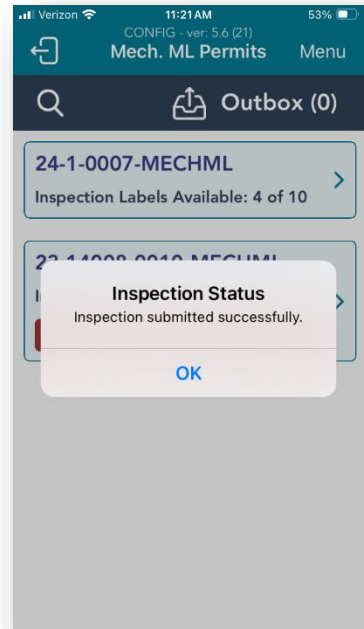 Verizon 11:21 AM 53%
CONFIG - ver: 5.6 (21)
Mech. ML Permits Menu
Outbox (0)
24-1-0007-MECHML
Inspection Labels Available: 4 of 10
Inspection Status
Inspection submitted successfully.
OK